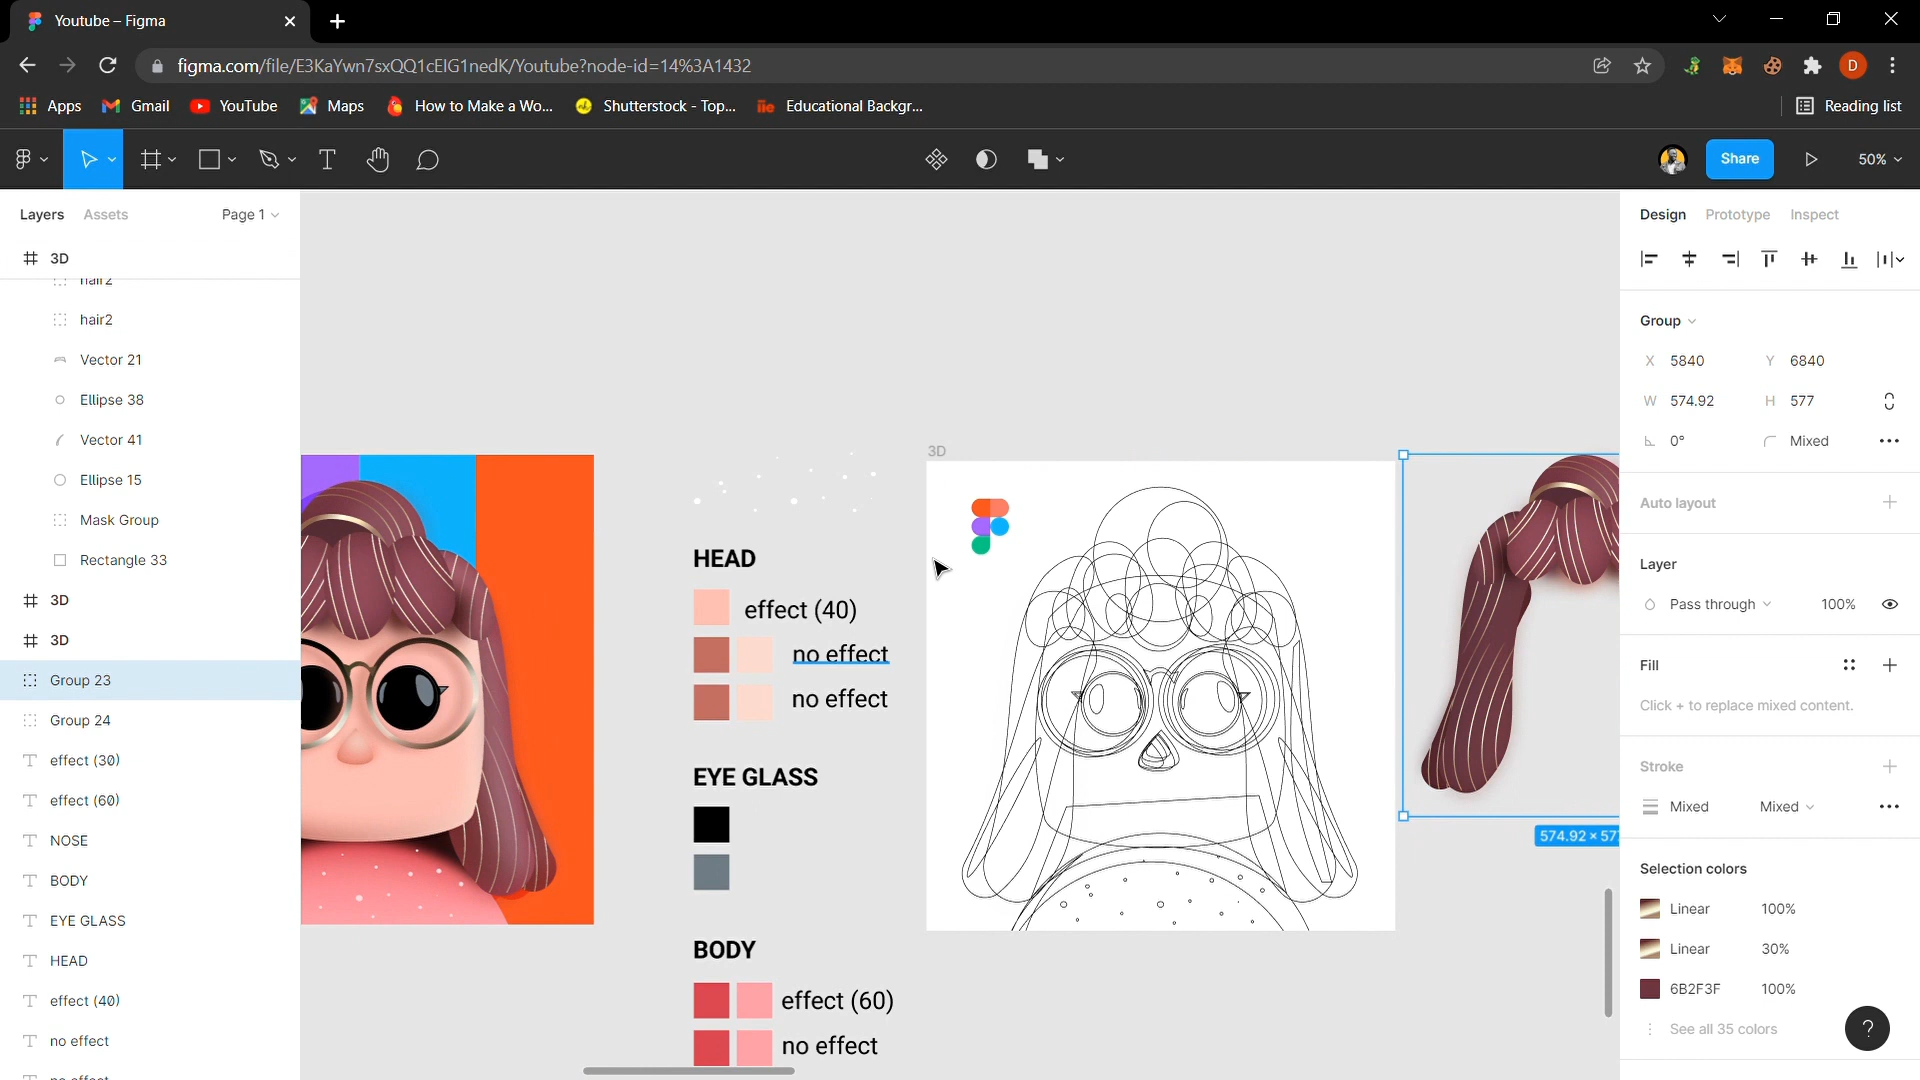 Youtube – Figma
figma.com/file/E3KaYwn7sxQQ1cEIG1nedK/Youtube?node-id=14%3A1432
D
Apps
Gmail
YouTube
Maps
How to Make a Wo...
Shutterstock - Top...
Educational Backgr...
Reading list
Share
50%
Layers
Assets
Page 1
3D
hair2
hair2
Vector 21
Ellipse 38
Vector 41
Ellipse 15
Mask Group
Rectangle 33
3D
3D
Group 23
Group 24
effect (30)
effect (60)
NOSE
BODY
EYE GLASS
HEAD
effect (40)
no effect
no effect
HEAD
effect (40)
no effect
no effect
EYE GLASS
BODY
effect (60)
no effect
3D
574.92 × 57
Design
Prototype
Inspect
Group
X 5840
Y 6840
W 574.92
H 577
0°
Mixed
Auto layout
Layer
Pass through
100%
Fill
Click + to replace mixed content.
Stroke
Mixed
Mixed
Selection colors
Linear 100%
Linear 30%
6B2F3F 100%
See all 35 colors
?